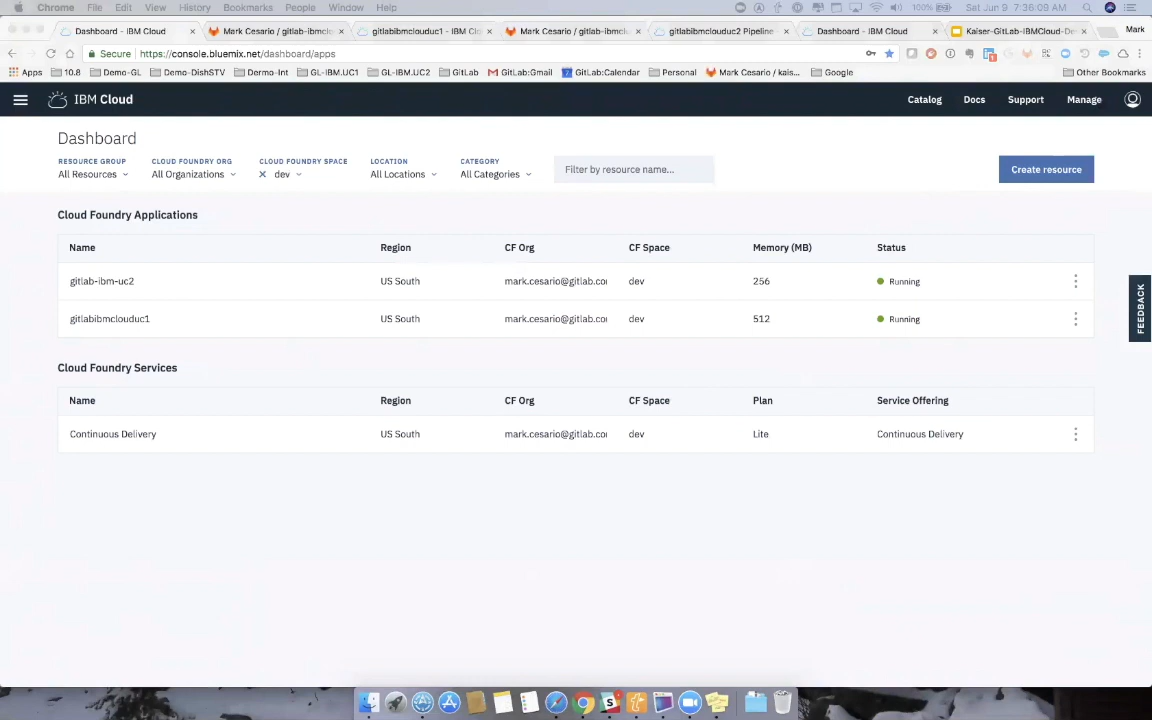 Chrome File Edit View History Bookmarks People Window Help 100% Sat Jun 9 7:36:09 AM
Dashboard - IBM Cloud Mark Cesario / gitlab-ibmclo gitlabibmclouduc1 - IBM Clo Mark Cesario / gitlab-ibmclo gitlabibmclouduc2 Pipeline - Dashboard - IBM Cloud Kaiser-GitLab-IBMCloud-De Mark
Secure https://console.bluemix.net/dashboard/apps
Apps 10.8 Demo-GL Demo-DishSTV Dermo-Int GL-IBM.UC1 GL-IBM.UC2 GitLab GitLab:Gmail GitLab:Calendar Personal Mark Cesario / kais... Google Other Bookmarks
IBM Cloud Catalog Docs Support Manage
Dashboard
RESOURCE GROUP CLOUD FOUNDRY ORG CLOUD FOUNDRY SPACE LOCATION CATEGORY
All Resources All Organizations dev All Locations All Categories Filter by resource name... Create resource
Cloud Foundry Applications
Name Region CF Org CF Space Memory (MB) Status
gitlab-ibm-uc2 US South mark.cesario@gitlab.co dev 256 Running
gitlabibmclouduc1 US South mark.cesario@gitlab.co dev 512 Running
FEEDBACK
Cloud Foundry Services
Name Region CF Org CF Space Plan Service Offering
Continuous Delivery US South mark.cesario@gitlab.co dev Lite Continuous Delivery